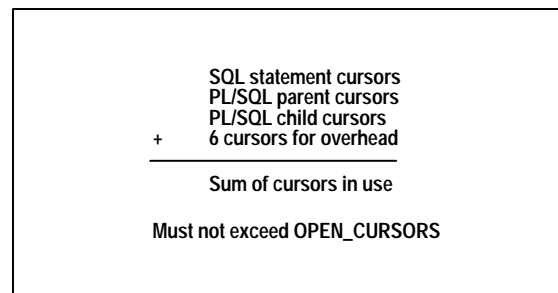 SQL statement cursors
PL/SQL parent cursors
PL/SQL child cursors
+ 6 cursors for overhead
Sum of cursors in use
Must not exceed OPEN_CURSORS